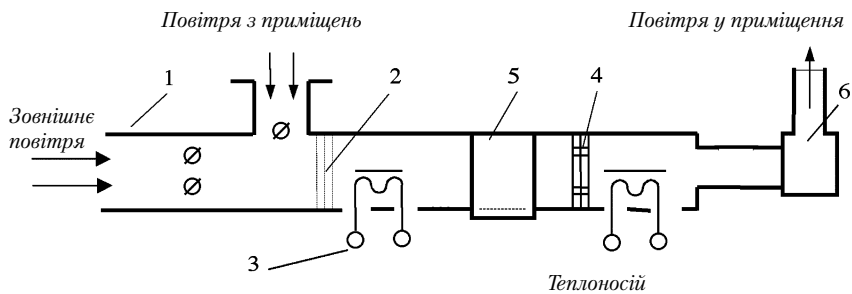 Повітря з приміщень
Повітря у приміщення
1
2
5
4
6
Зовнішнє
повітря
3
Теплоносій